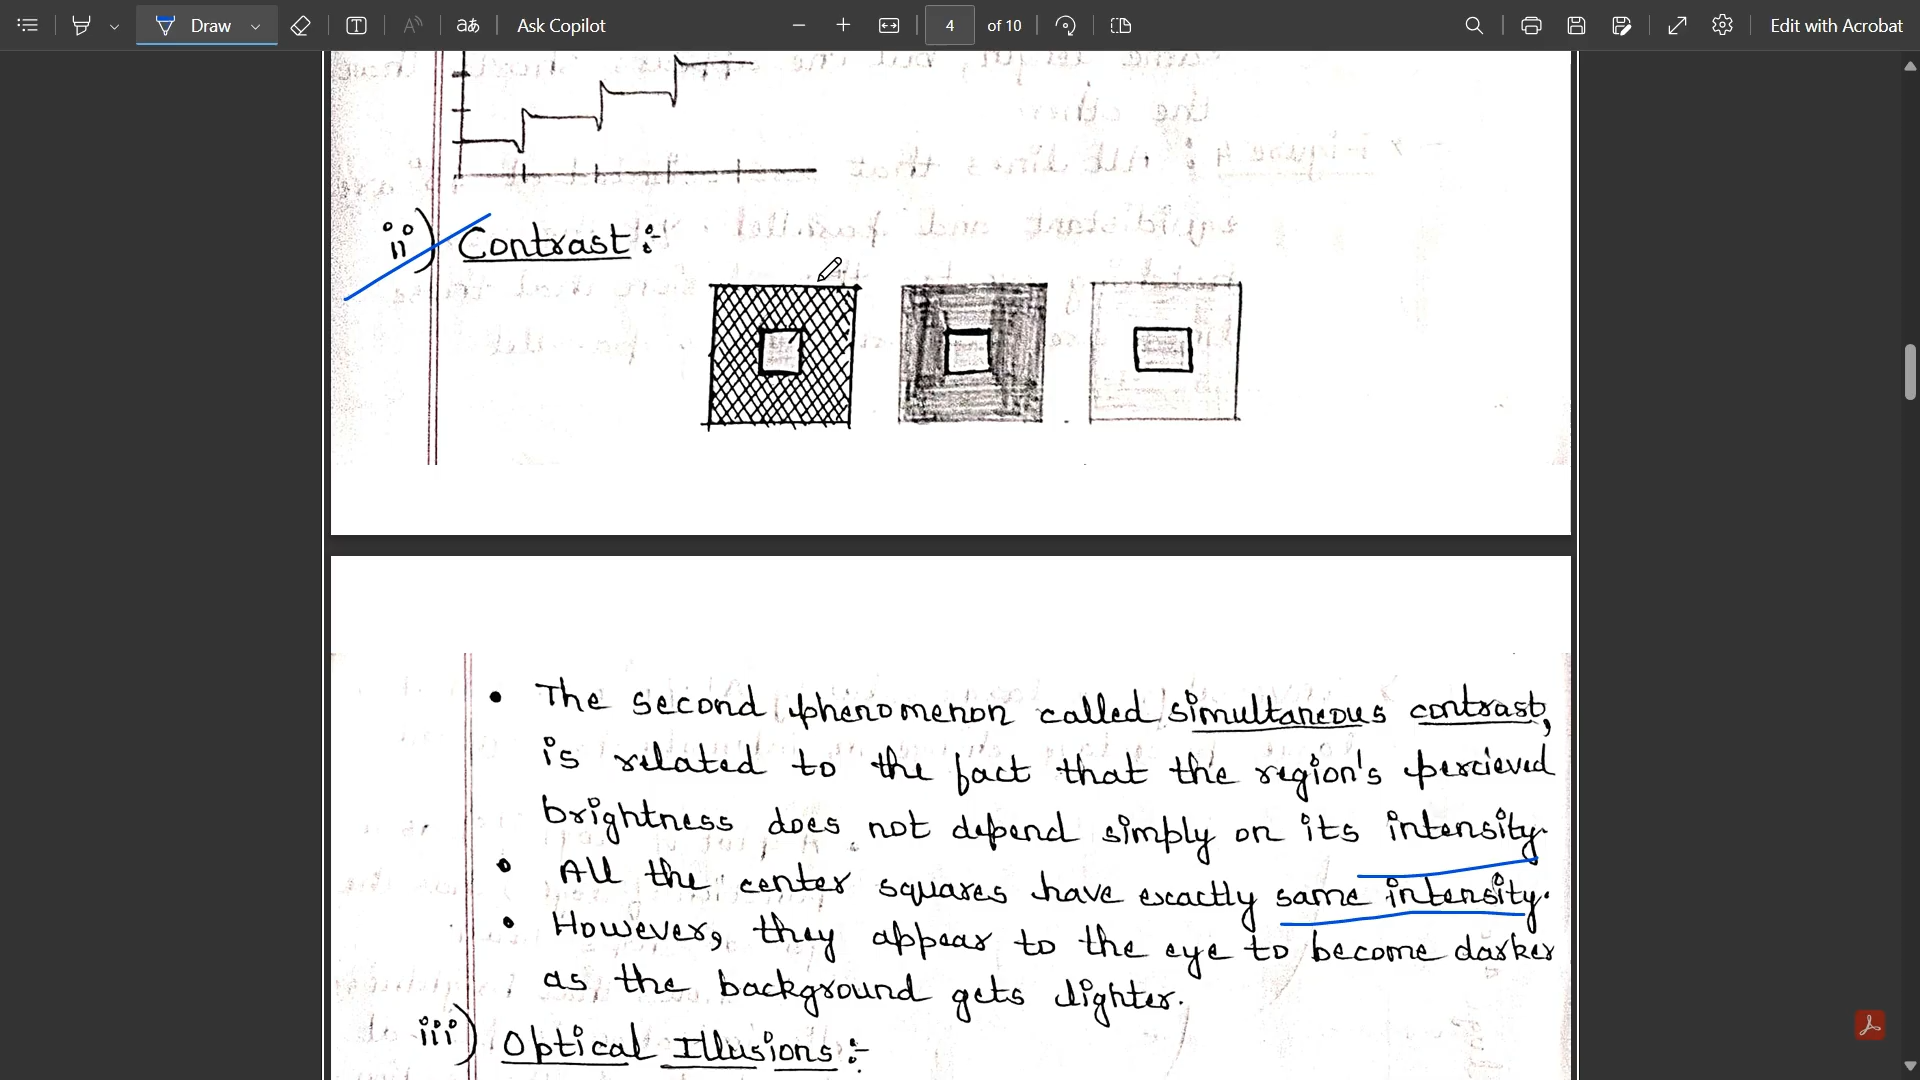 Draw
Ask Copilot
4 of 10
Edit with Acrobat
ii) Contrast :-
• The second phenomenon called simultaneous contrast,
is related to the fact that the region's percieved
brightness does not depend simply on its intensity.
• All the center squares have exactly same intensity.
• However, they appear to the eye to become darker
as the background gets lighter.
iii) Optical Illusions :-